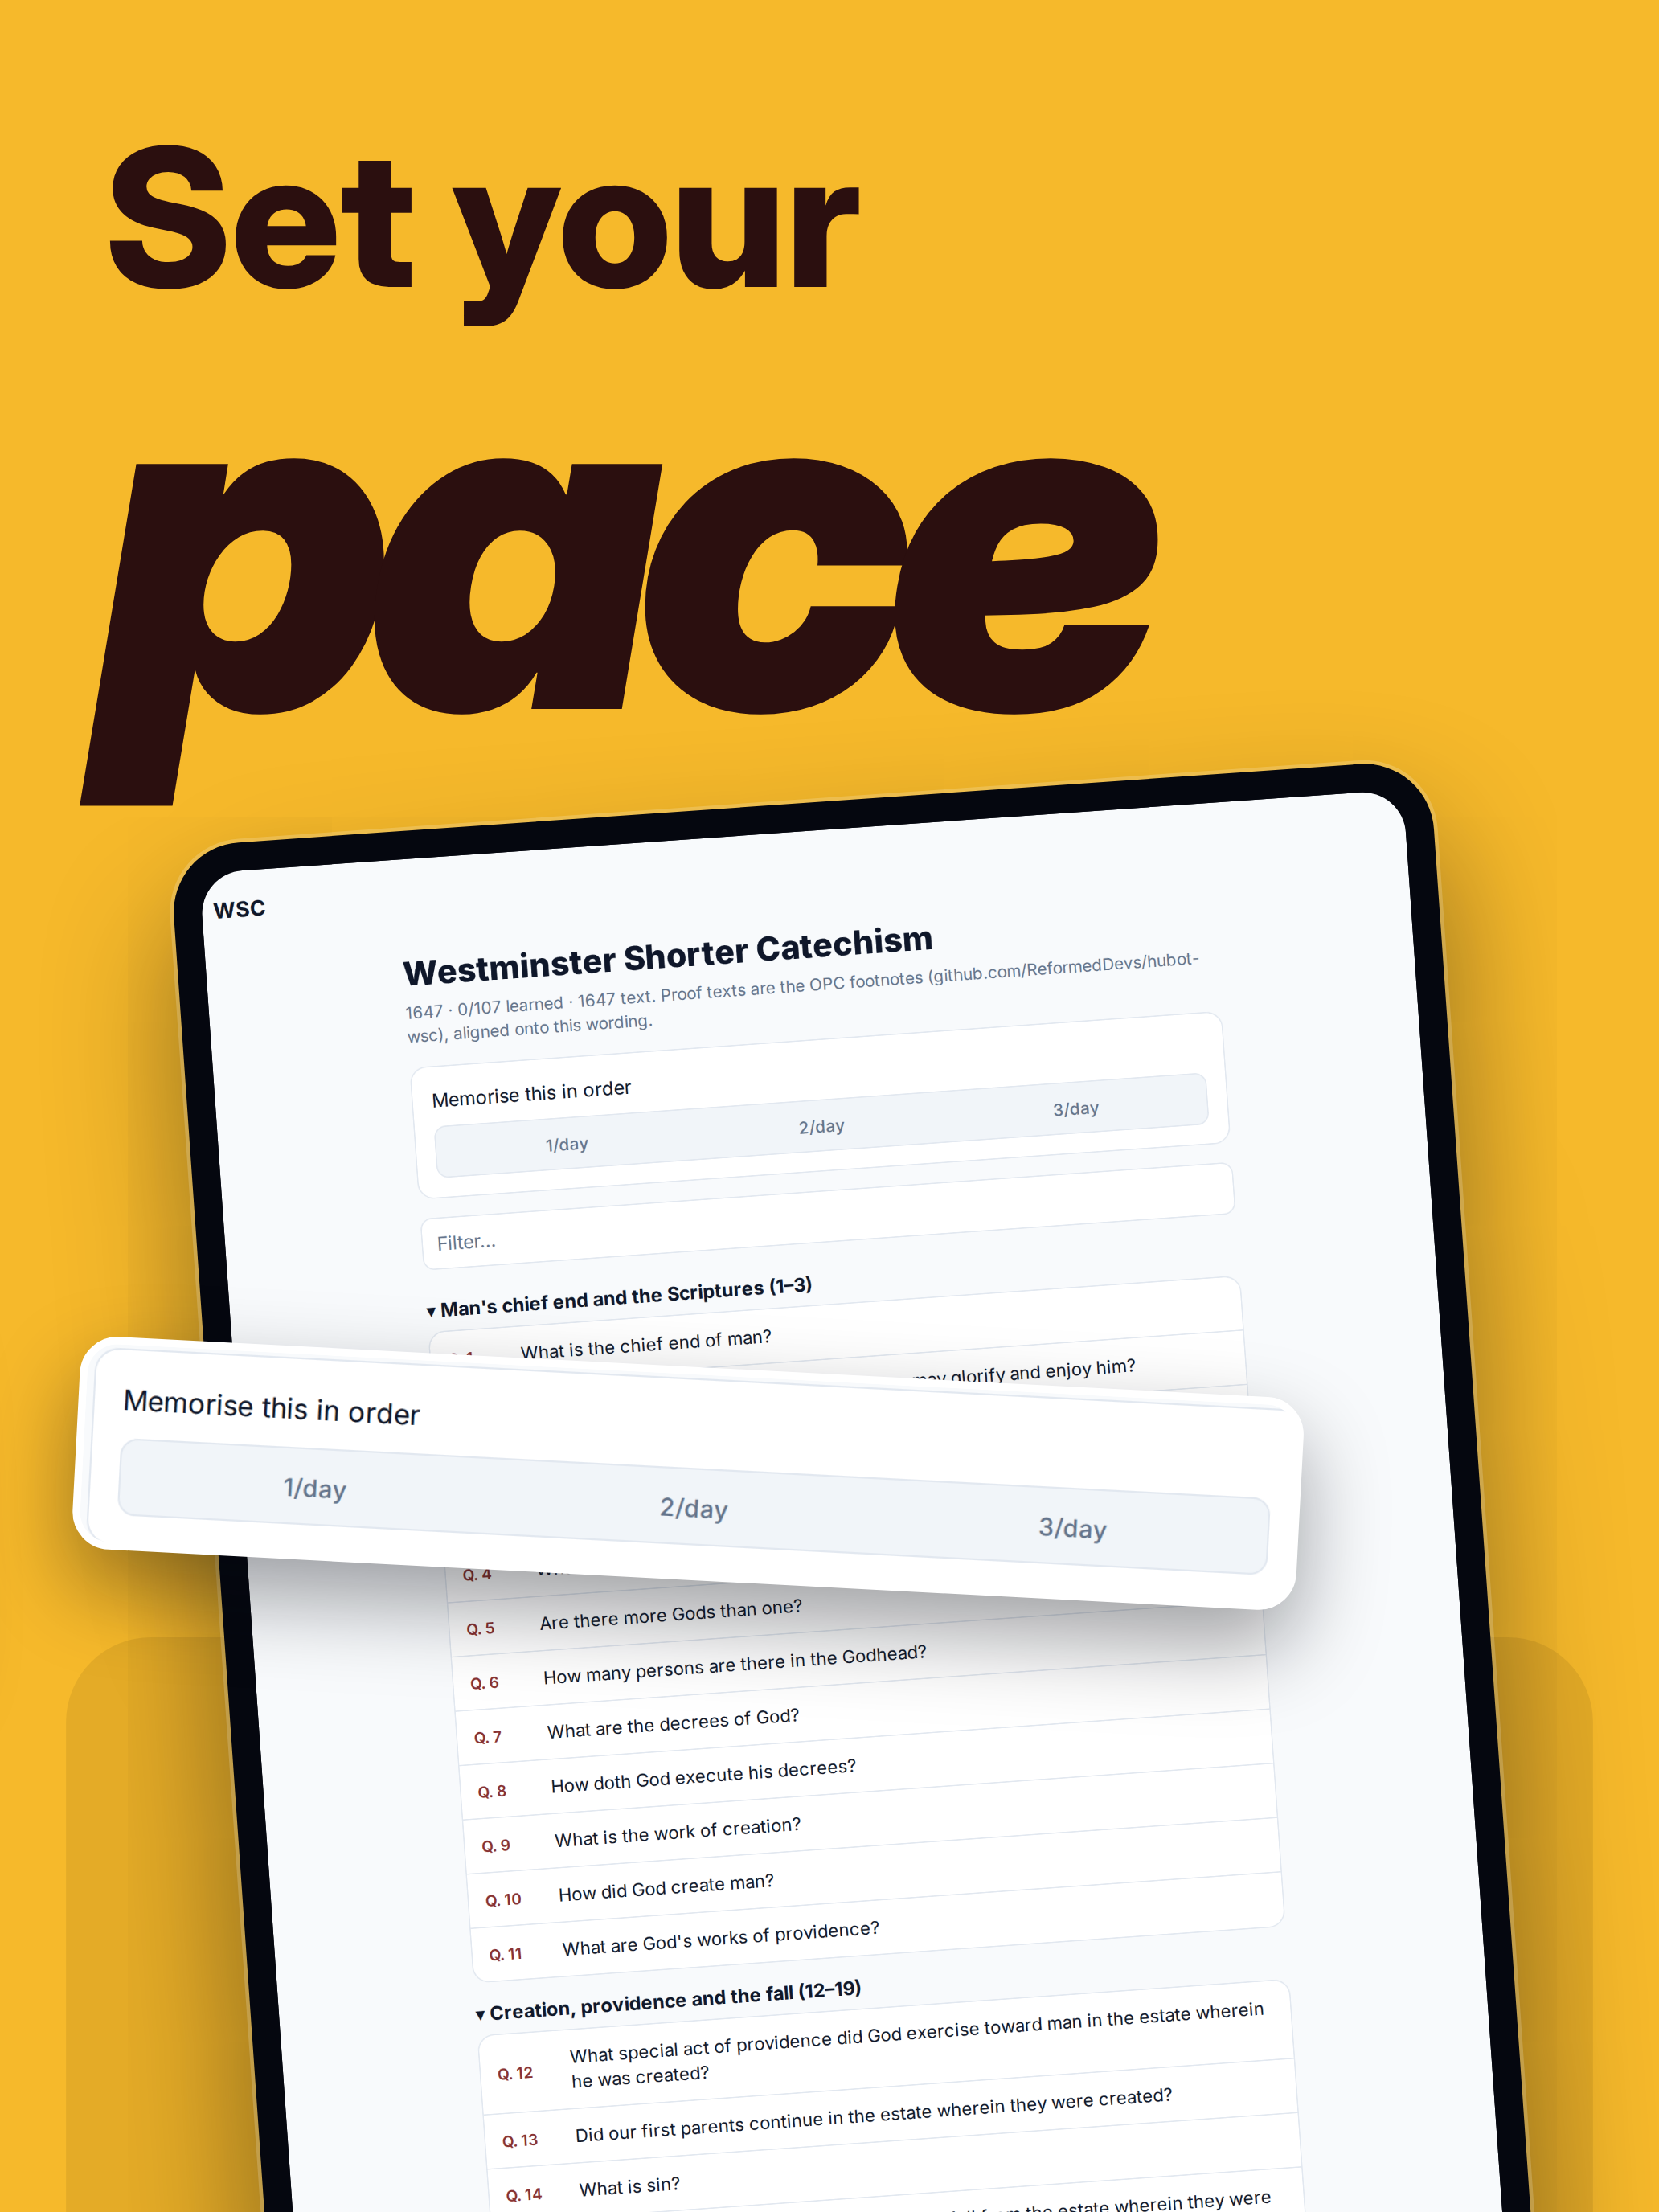 Set your
pace
WSC
Westminster Shorter Catechism
1647 · 0/107 learned · 1647 text. Proof texts are the OPC footnotes (github.com/ReformedDevs/hubot-
wsc), aligned onto this wording.
Memorise this in order
1/day 2/day 3/day
Filter...
▾ Man's chief end and the Scriptures (1–3)
What is the chief end of man?
may glorify and enjoy him?
Memorise this in order
1/day 2/day 3/day
Q. 4
Q. 5 Are there more Gods than one?
Q. 6 How many persons are there in the Godhead?
Q. 7 What are the decrees of God?
Q. 8 How doth God execute his decrees?
Q. 9 What is the work of creation?
Q. 10 How did God create man?
Q. 11 What are God's works of providence?
▾ Creation, providence and the fall (12–19)
Q. 12 What special act of providence did God exercise toward man in the estate wherein
he was created?
Q. 13 Did our first parents continue in the estate wherein they were created?
Q. 14 What is sin?
the estate wherein they were